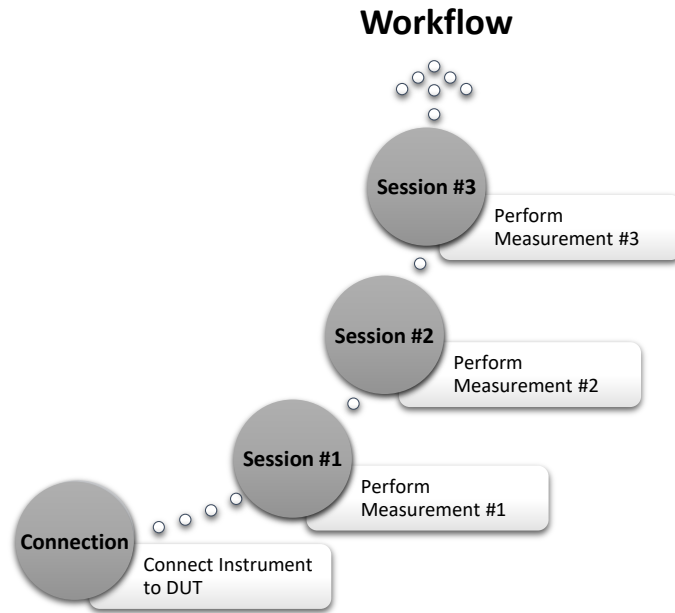 Workflow
Session #3
Perform
Measurement #3
Session #2
Perform
Measurement #2
Session #1
Perform
Measurement #1
Connection
Connect Instrument
to DUT